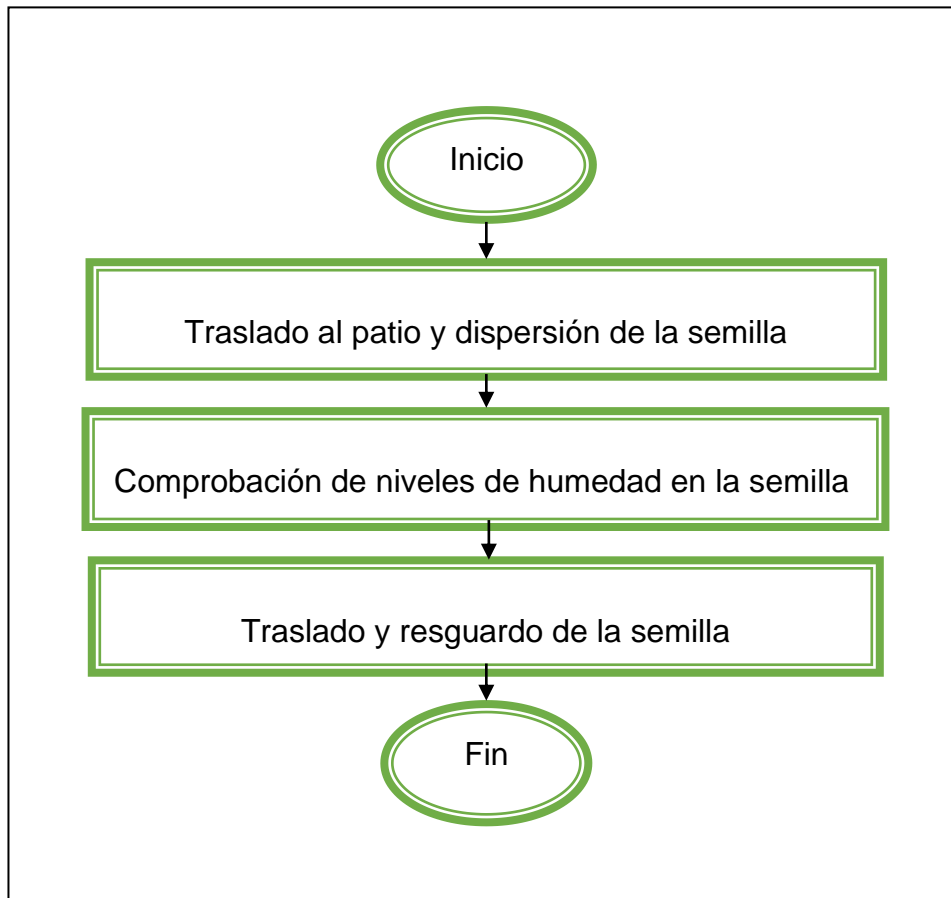 Inicio
Traslado al patio y dispersión de la semilla
Comprobación de niveles de humedad en la semilla
Traslado y resguardo de la semilla
Fin